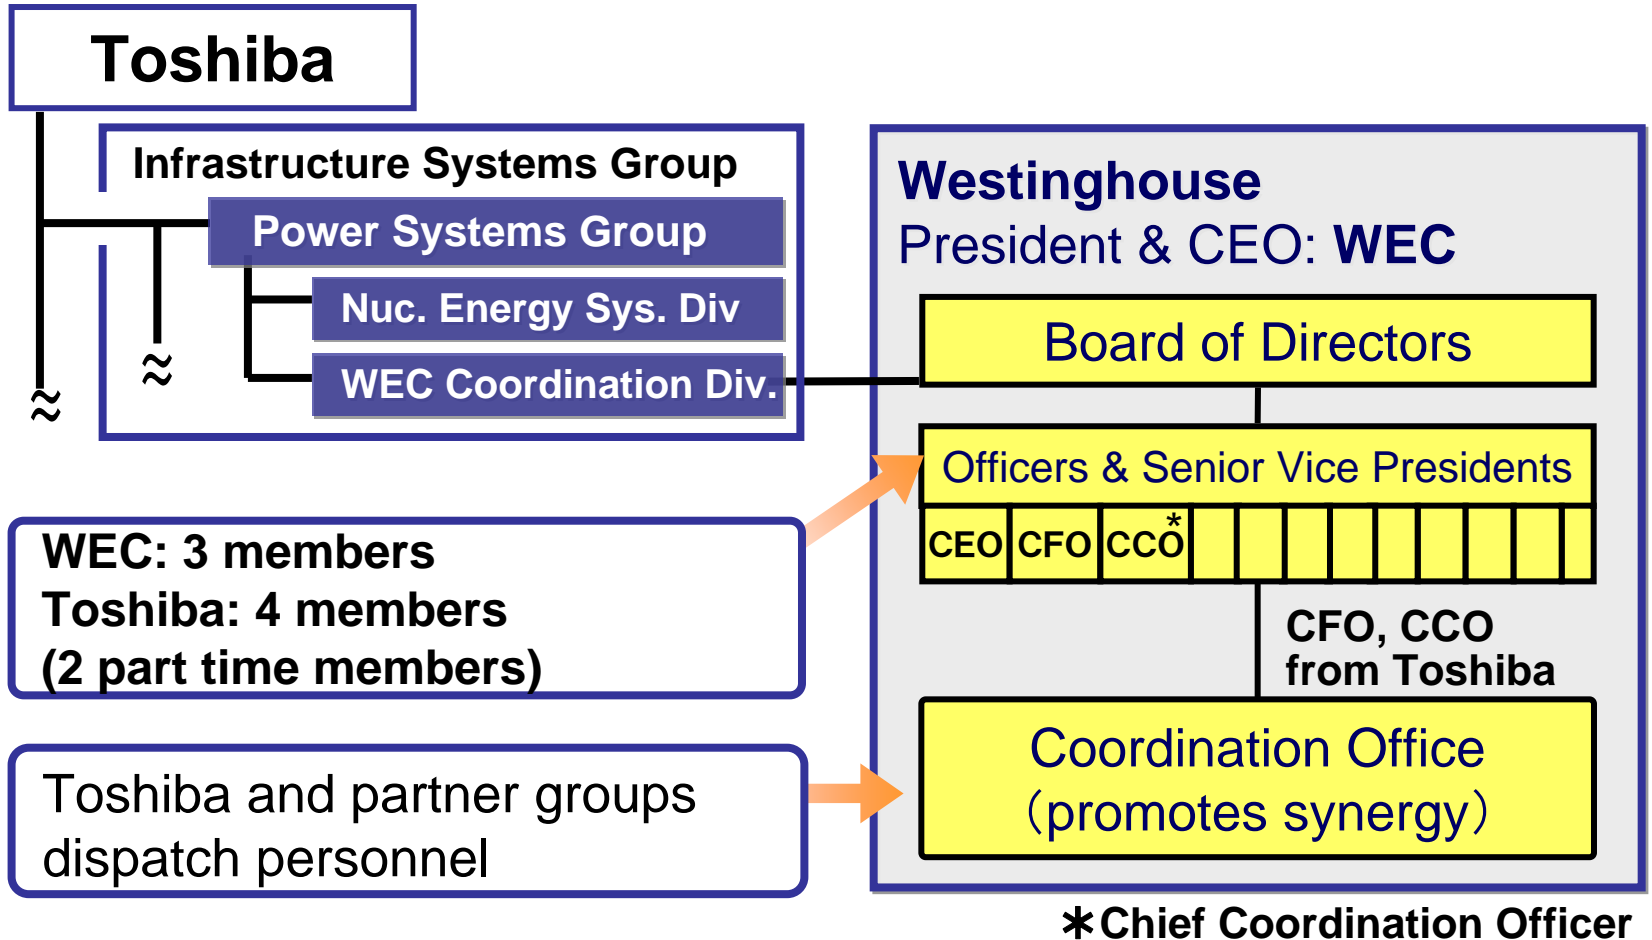 Toshiba
Infrastructure Systems Group
Power Systems Group
Nuc. Energy Sys. Div
WEC Coordination Div.
WEC: 3 members
Toshiba: 4 members
(2 part time members)
Toshiba and partner groups
dispatch personnel
Westinghouse
President & CEO: WEC
Board of Directors
Officers & Senior Vice Presidents
CEO CFO CCO*
CFO, CCO
from Toshiba
Coordination Office
（promotes synergy）
*Chief Coordination Officer